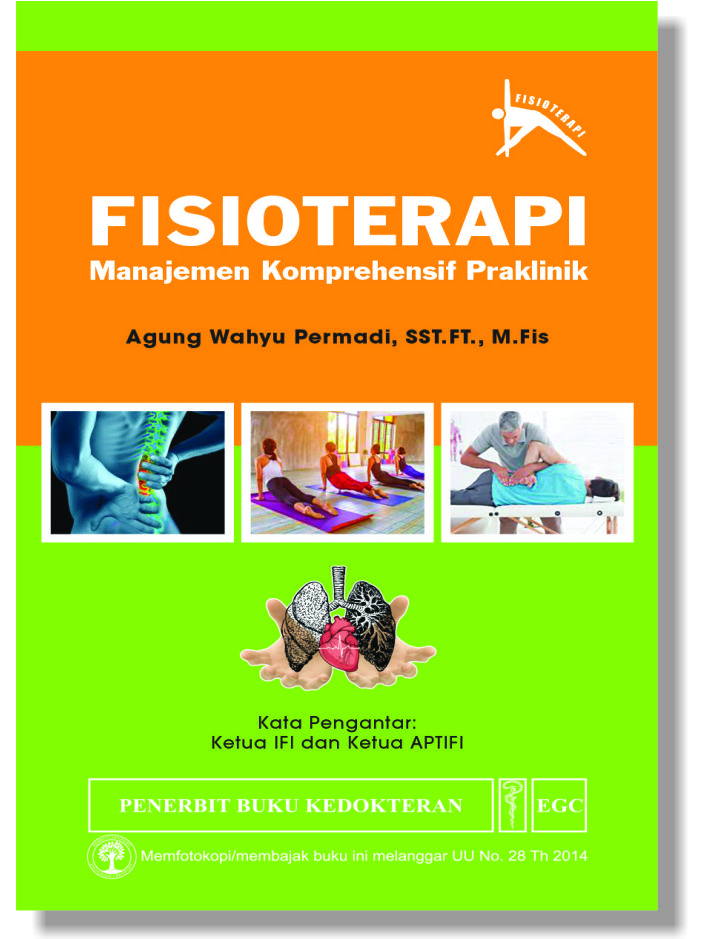 FISIOTERAPI
FISIOTERAPI
Manajemen Komprehensif Praklinik
Agung Wahyu Permadi, SST.FT., M.Fis
Kata Pengantar:
Ketua IFI dan Ketua APTIFI
PENERBIT BUKU KEDOKTERAN EGC
Memfotokopi/membajak buku ini melanggar UU No. 28 Th 2014